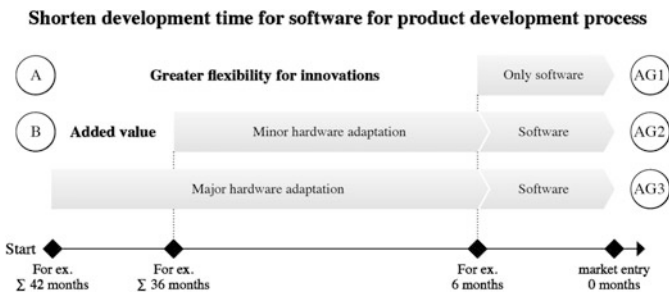 Shorten development time for software for product development process
A
Greater flexibility for innovations
Only software
AG1
B
Added value
Minor hardware adaptation
Software
AG2
Major hardware adaptation
Software
AG3
Start
For ex.
∑ 42 months
For ex.
∑ 36 months
For ex.
6 months
market entry
0 months